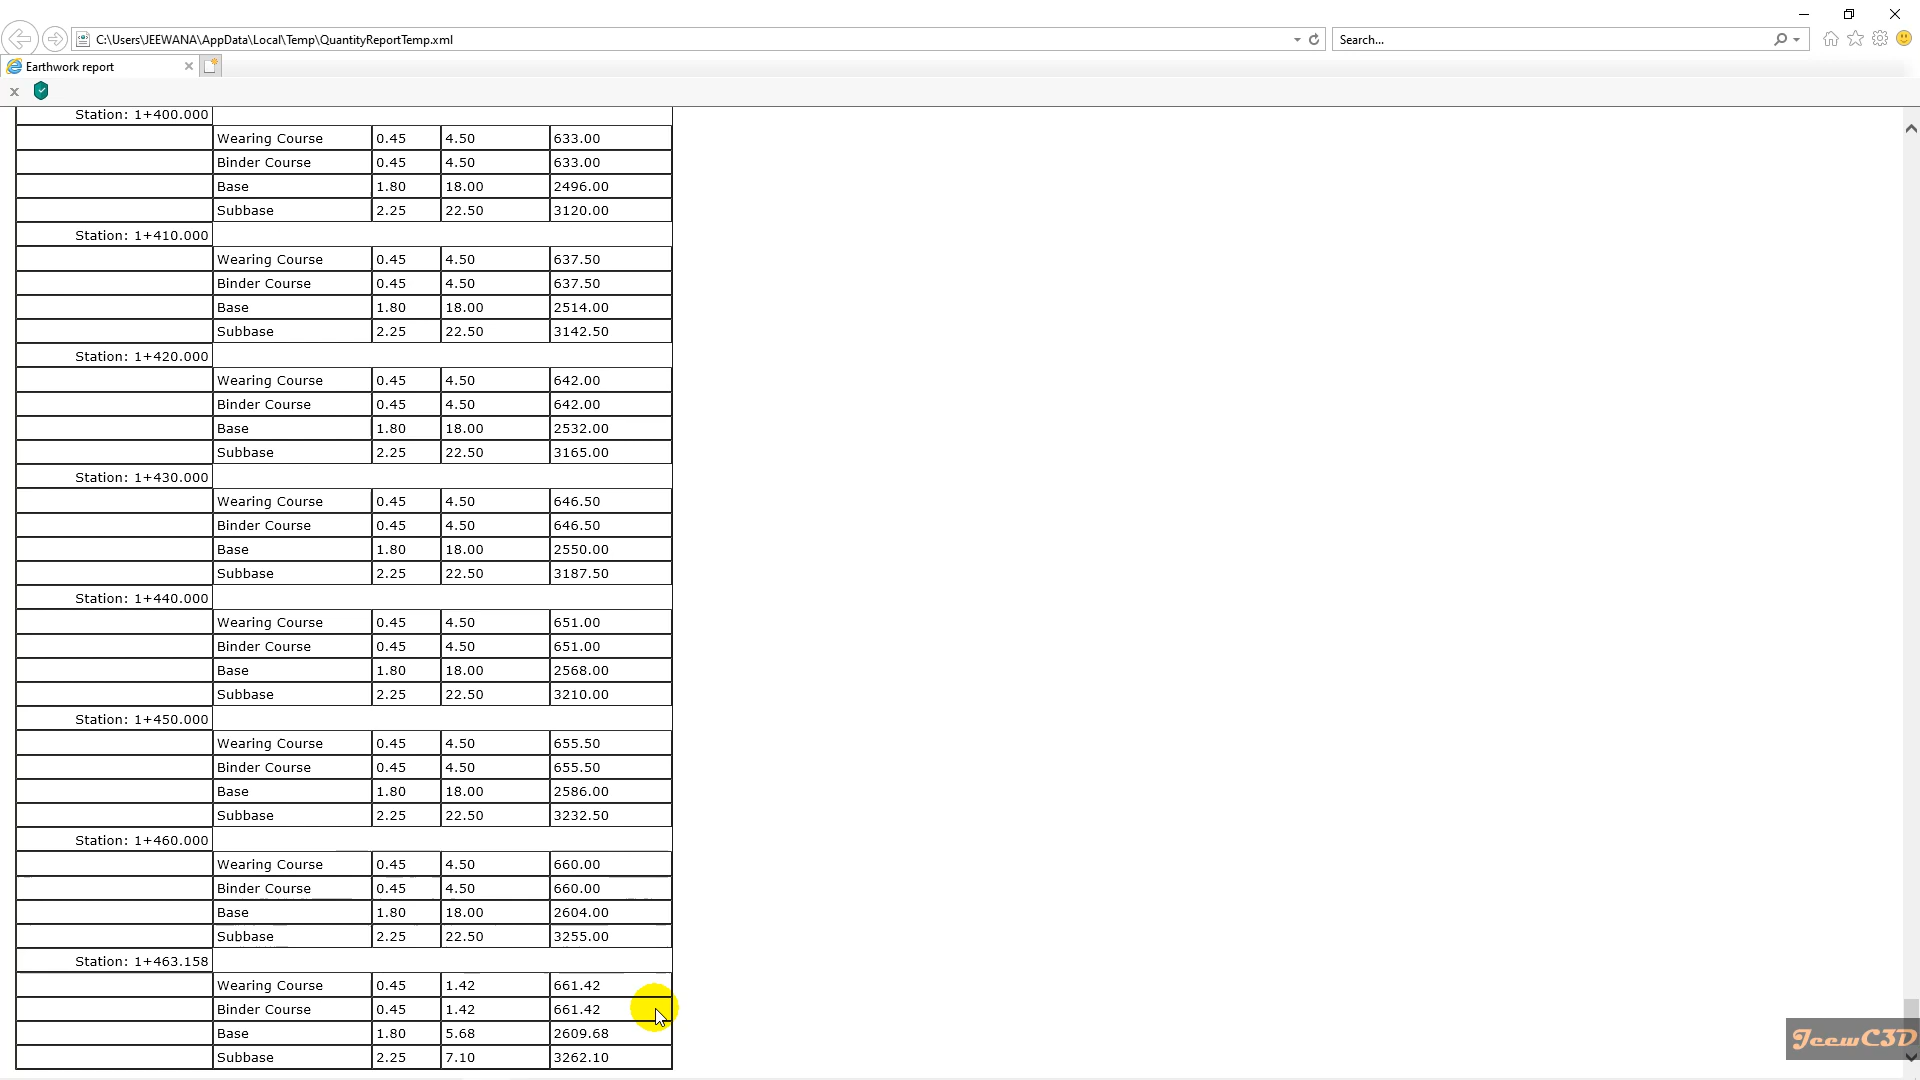 C:\Users\JEEWANA\AppData\Local\Temp\QuantityReportTemp.xml
Search...
Earthwork report
Station: 1+400.000
Wearing Course 0.45 4.50 633.00
Binder Course 0.45 4.50 633.00
Base 1.80 18.00 2496.00
Subbase 2.25 22.50 3120.00
Station: 1+410.000
Wearing Course 0.45 4.50 637.50
Binder Course 0.45 4.50 637.50
Base 1.80 18.00 2514.00
Subbase 2.25 22.50 3142.50
Station: 1+420.000
Wearing Course 0.45 4.50 642.00
Binder Course 0.45 4.50 642.00
Base 1.80 18.00 2532.00
Subbase 2.25 22.50 3165.00
Station: 1+430.000
Wearing Course 0.45 4.50 646.50
Binder Course 0.45 4.50 646.50
Base 1.80 18.00 2550.00
Subbase 2.25 22.50 3187.50
Station: 1+440.000
Wearing Course 0.45 4.50 651.00
Binder Course 0.45 4.50 651.00
Base 1.80 18.00 2568.00
Subbase 2.25 22.50 3210.00
Station: 1+450.000
Wearing Course 0.45 4.50 655.50
Binder Course 0.45 4.50 655.50
Base 1.80 18.00 2586.00
Subbase 2.25 22.50 3232.50
Station: 1+460.000
Wearing Course 0.45 4.50 660.00
Binder Course 0.45 4.50 660.00
Base 1.80 18.00 2604.00
Subbase 2.25 22.50 3255.00
Station: 1+463.158
Wearing Course 0.45 1.42 661.42
Binder Course 0.45 1.42 661.42
Base 1.80 5.68 2609.68
Subbase 2.25 7.10 3262.10
JeewC3D